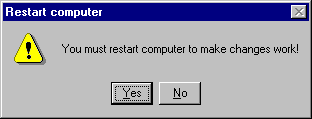 Restart computer
You must restart computer to make changes work!
Yes No